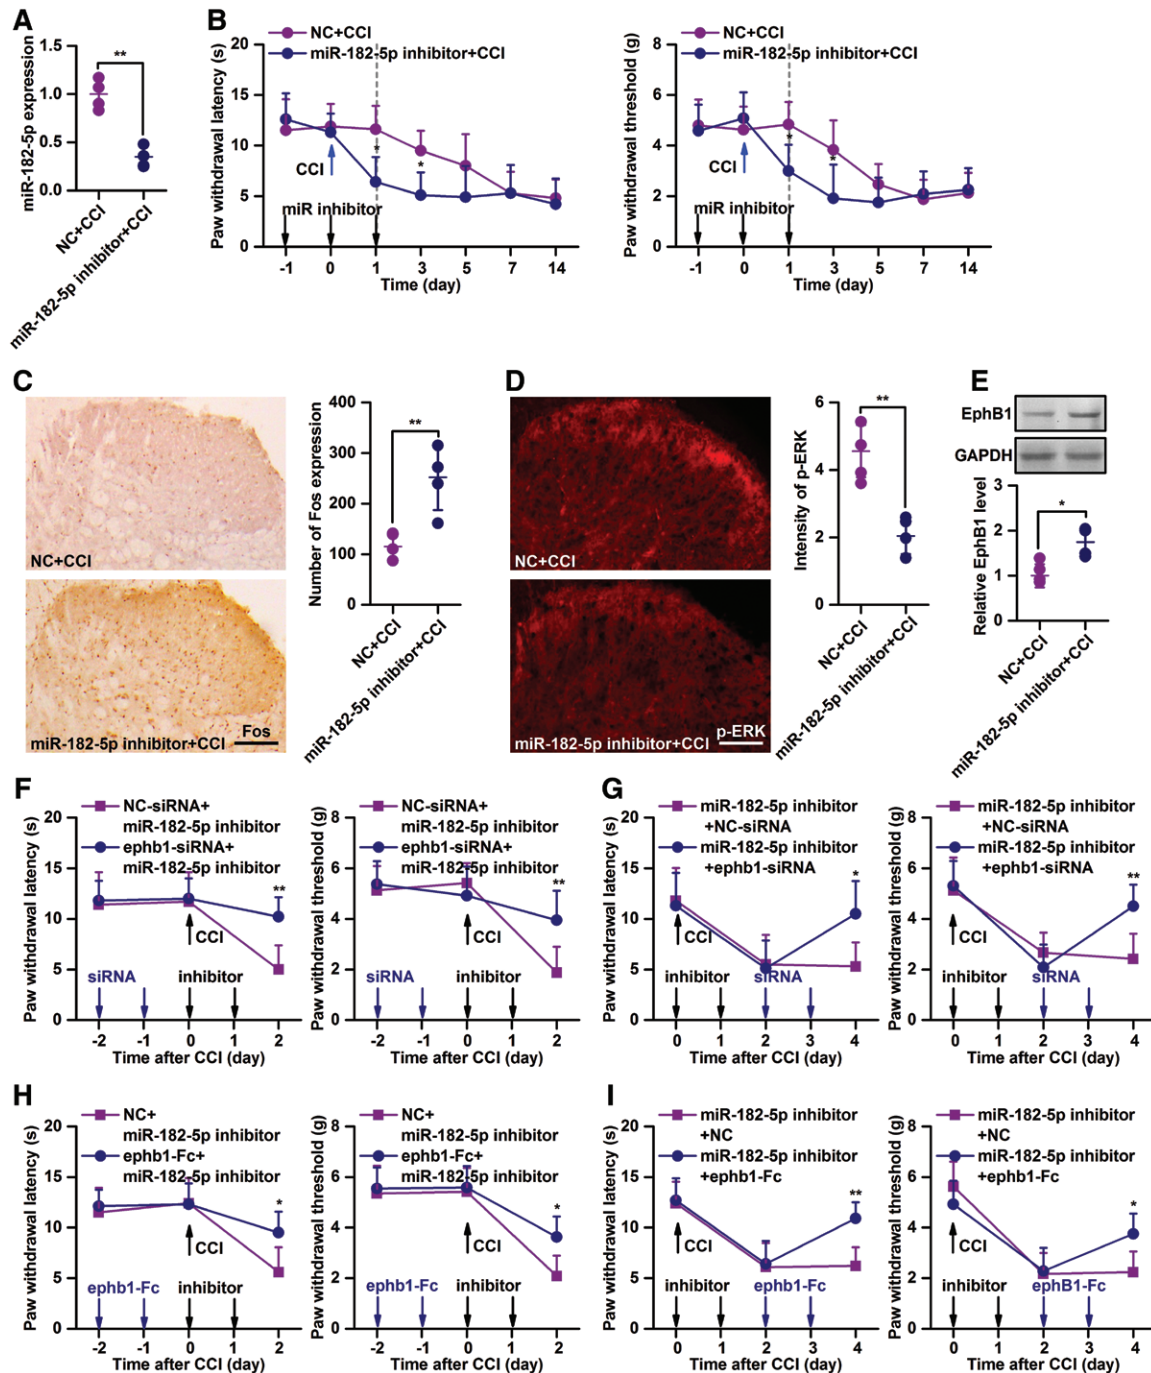 A
miR-182-5p expression
1.5
1.0
0.5
0.0
**
NC+CCI
miR-182-5p inhibitor+CCI
B
NC+CCI
miR-182-5p inhibitor+CCI
Paw withdrawal latency (s)
20
15
10
5
0
*
*
CCI
miR inhibitor
-1 0 1 3 5 7 14
Time (day)
NC+CCI
miR-182-5p inhibitor+CCI
Paw withdrawal threshold (g)
8
6
4
2
0
*
*
CCI
miR inhibitor
-1 0 1 3 5 7 14
Time (day)
C
NC+CCI
miR-182-5p inhibitor+CCI
Fos
Number of Fos expression
400
300
200
100
0
**
NC+CCI
miR-182-5p inhibitor+CCI
D
NC+CCI
miR-182-5p inhibitor+CCI
p-ERK
Intensity of p-ERK
6
4
2
0
**
NC+CCI
miR-182-5p inhibitor+CCI
E
EphB1
GAPDH
Relative EphB1 level
3
2
1
0
*
NC+CCI
miR-182-5p inhibitor+CCI
F
NC-siRNA+
miR-182-5p inhibitor
ephb1-siRNA+
miR-182-5p inhibitor
Paw withdrawal latency (s)
20
15
10
5
0
**
CCI
siRNA inhibitor
-2 -1 0 1 2
Time after CCI (day)
NC-siRNA+
miR-182-5p inhibitor
ephb1-siRNA+
miR-182-5p inhibitor
Paw withdrawal threshold (g)
8
6
4
2
0
**
CCI
siRNA inhibitor
-2 -1 0 1 2
Time after CCI (day)
G
miR-182-5p inhibitor
+NC-siRNA
miR-182-5p inhibitor
+ephb1-siRNA
Paw withdrawal latency (s)
20
15
10
5
0
*
CCI
inhibitor siRNA
0 1 2 3 4
Time after CCI (day)
miR-182-5p inhibitor
+NC-siRNA
miR-182-5p inhibitor
+ephb1-siRNA
Paw withdrawal threshold (g)
8
6
4
2
0
**
CCI
inhibitor siRNA
0 1 2 3 4
Time after CCI (day)
H
NC+
miR-182-5p inhibitor
ephb1-Fc+
miR-182-5p inhibitor
Paw withdrawal latency (s)
20
15
10
5
0
*
CCI
ephb1-Fc inhibitor
-2 -1 0 1 2
Time after CCI (day)
NC+
miR-182-5p inhibitor
ephb1-Fc+
miR-182-5p inhibitor
Paw withdrawal threshold (g)
8
6
4
2
0
*
CCI
ephb1-Fc inhibitor
-2 -1 0 1 2
Time after CCI (day)
I
miR-182-5p inhibitor
+NC
miR-182-5p inhibitor
+ephb1-Fc
Paw withdrawal latency (s)
20
15
10
5
0
**
CCI
inhibitor ephb1-Fc
0 1 2 3 4
Time after CCI (day)
miR-182-5p inhibitor
+NC
miR-182-5p inhibitor
+ephb1-Fc
Paw withdrawal threshold (g)
8
6
4
2
0
*
CCI
inhibitor ephB1-Fc
0 1 2 3 4
Time after CCI (day)